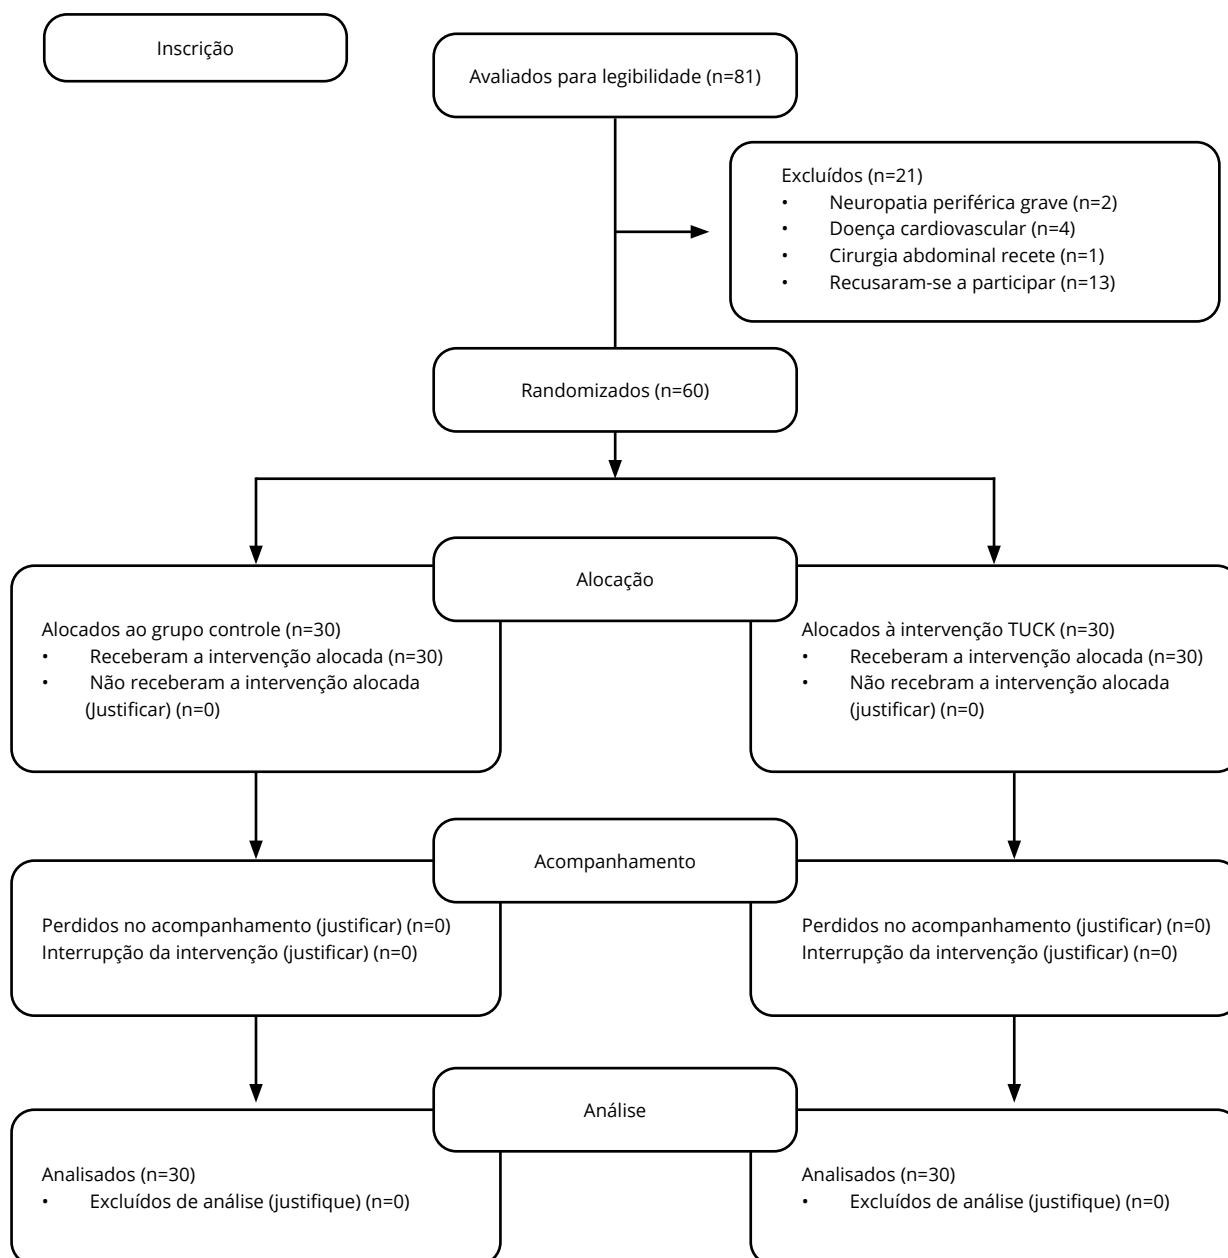 Inscrição
Avaliados para legibilidade (n=81)
Excluídos (n=21)
• Neuropatia periférica grave (n=2)
• Doença cardiovascular (n=4)
• Cirurgia abdominal recete (n=1)
• Recusaram-se a participar (n=13)
Randomizados (n=60)
Alocação
Alocados ao grupo controle (n=30)
• Receberam a intervenção alocada (n=30)
• Não receberam a intervenção alocada
(Justificar) (n=0)
Alocados à intervenção TUCK (n=30)
• Receberam a intervenção alocada (n=30)
• Não recebram a intervenção alocada
(justificar) (n=0)
Acompanhamento
Perdidos no acompanhamento (justificar) (n=0)
Interrupção da intervenção (justificar) (n=0)
Perdidos no acompanhamento (justificar) (n=0)
Interrupção da intervenção (justificar) (n=0)
Análise
Analisados (n=30)
• Excluídos de análise (justifique) (n=0)
Analisados (n=30)
• Excluídos de análise (justifique) (n=0)